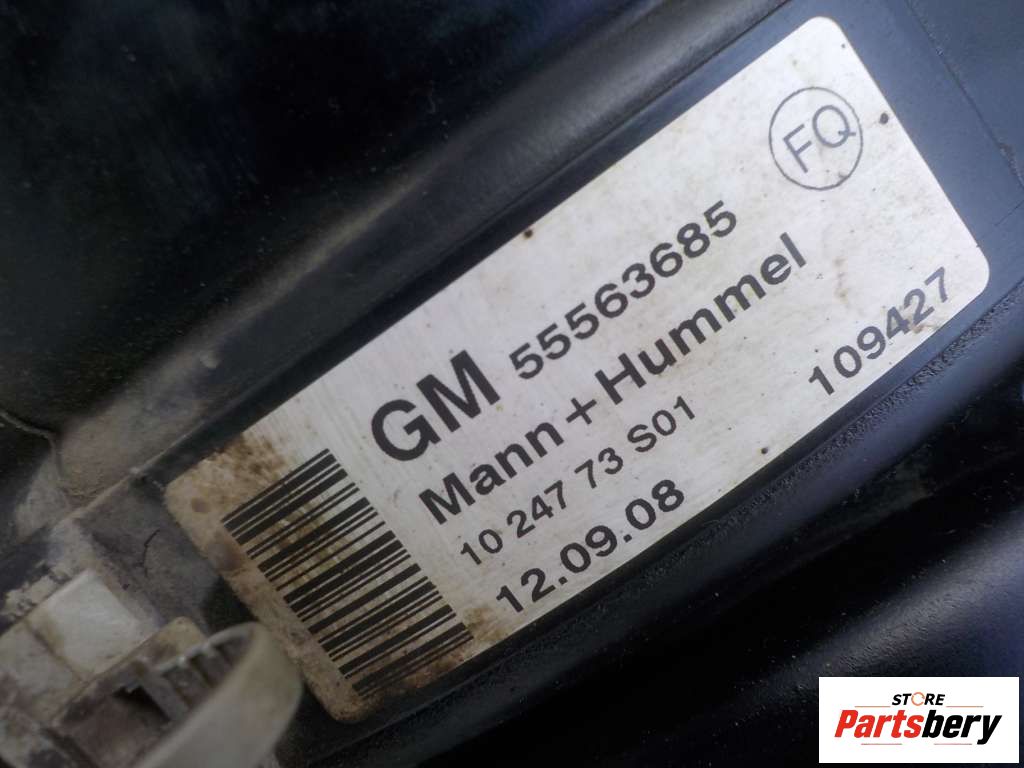 FQ
GM 55563685
Mann+Hummel
10 247 73 S01
12.09.08 109427
STORE
Partsbery